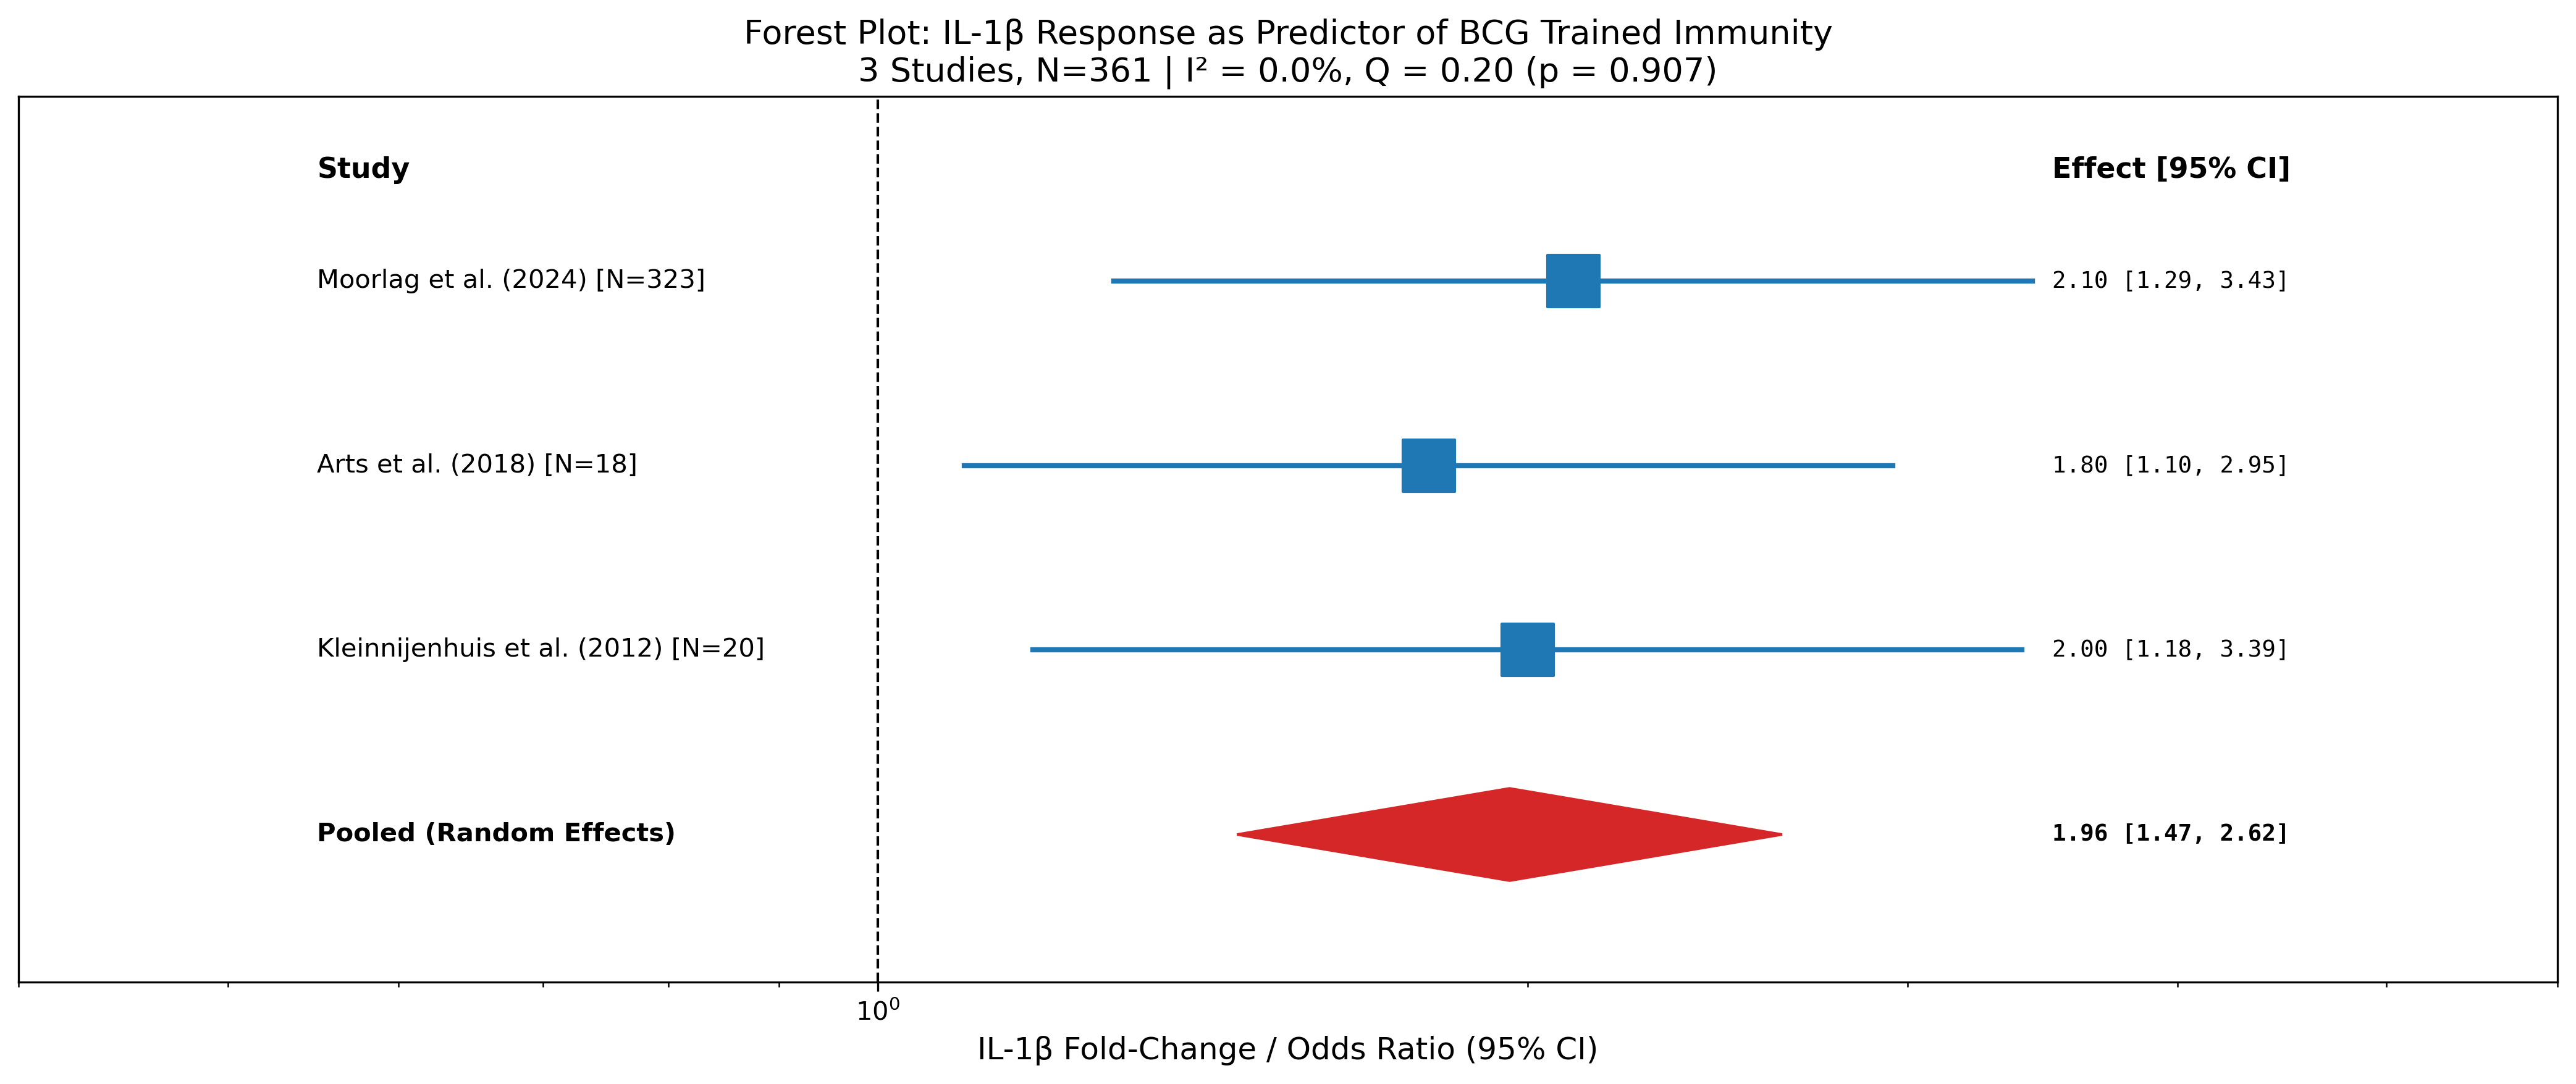 Forest Plot: IL-1β Response as Predictor of BCG Trained Immunity
3 Studies, N=361 | I² = 0.0%, Q = 0.20 (p = 0.907)
Study Effect [95% CI]
Moorlag et al. (2024) [N=323] 2.10 [1.29, 3.43]
Arts et al. (2018) [N=18] 1.80 [1.10, 2.95]
Kleinnijenhuis et al. (2012) [N=20] 2.00 [1.18, 3.39]
Pooled (Random Effects) 1.96 [1.47, 2.62]
10⁰
IL-1β Fold-Change / Odds Ratio (95% CI)